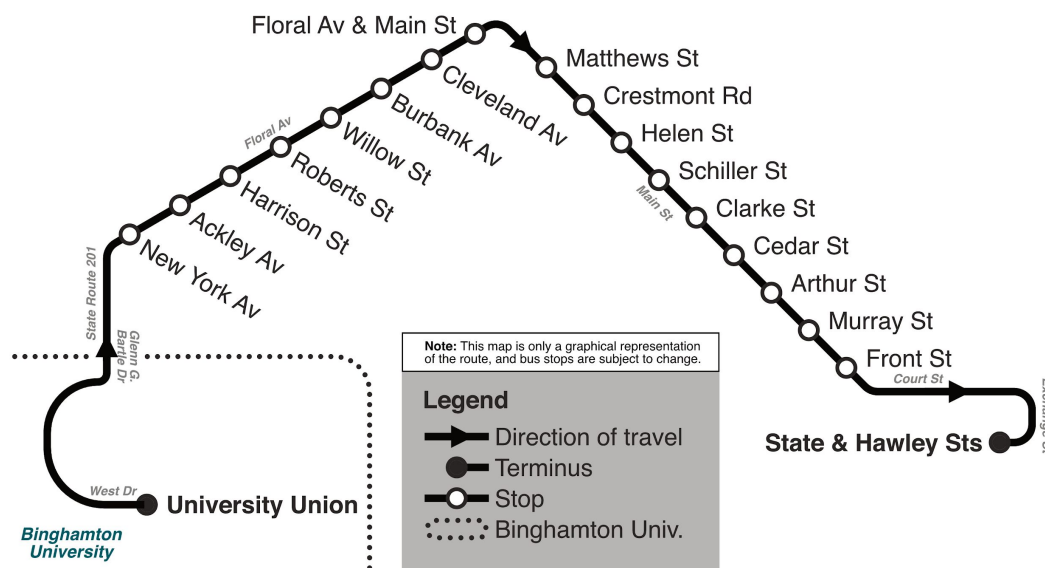 Floral Av & Main St
Matthews St
Cleveland Av
Crestmont Rd
Burbank Av
Helen St
Floral Av
Willow St
Schiller St
Roberts St
Main St
Clarke St
Harrison St
Cedar St
Ackley Av
Arthur St
New York Av
State Route 201
Murray St
Glenn G.
Bartle Dr
Note: This map is only a graphical representation
of the route, and bus stops are subject to change.
Front St
Court St
Legend
Direction of travel
Terminus
Stop
Binghamton Univ.
State & Hawley Sts
West Dr
University Union
Binghamton
University